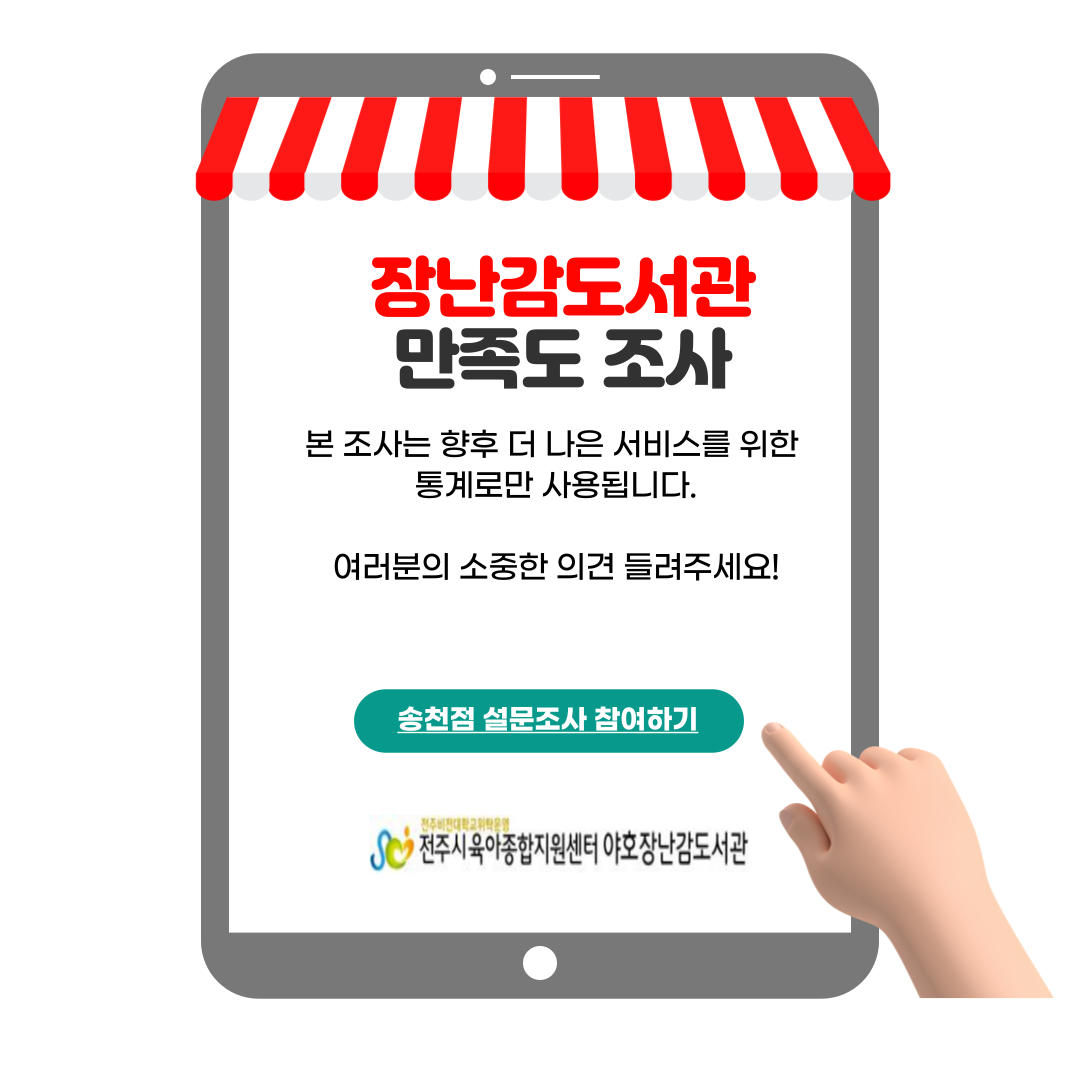 장난감도서관
만족도 조사
본 조사는 향후 더 나은 서비스를 위한
통계로만 사용됩니다.
여러분의 소중한 의견 들려주세요!
송천점 설문조사 참여하기
전주비전대학교위탁운영
전주시육아종합지원센터 야호장난감도서관